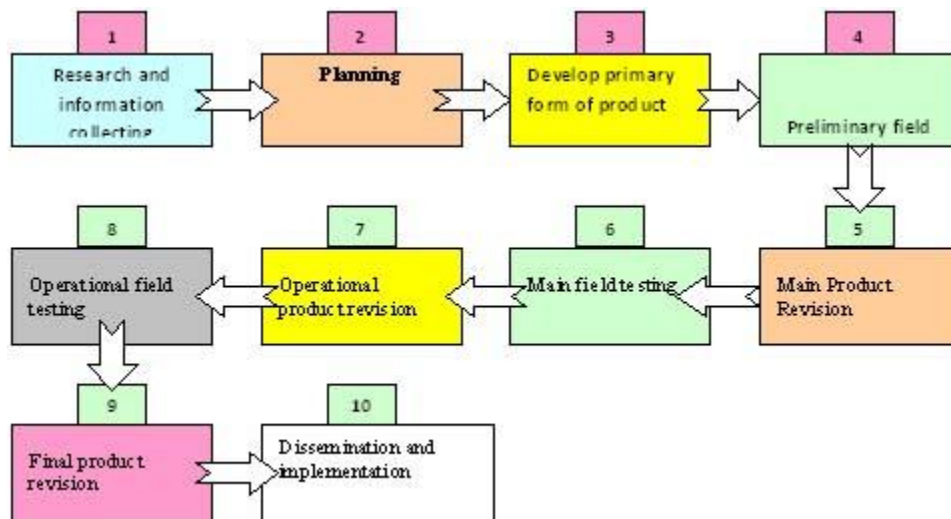 1
Research and
information
collecting
2
Planning
3
Develop primary
form of product
4
Preliminary field
5
Main Product
Revision
6
Main field testing
7
Operational
product revision
8
Operational field
testing
9
Final product
revision
10
Dissemination and
implementation